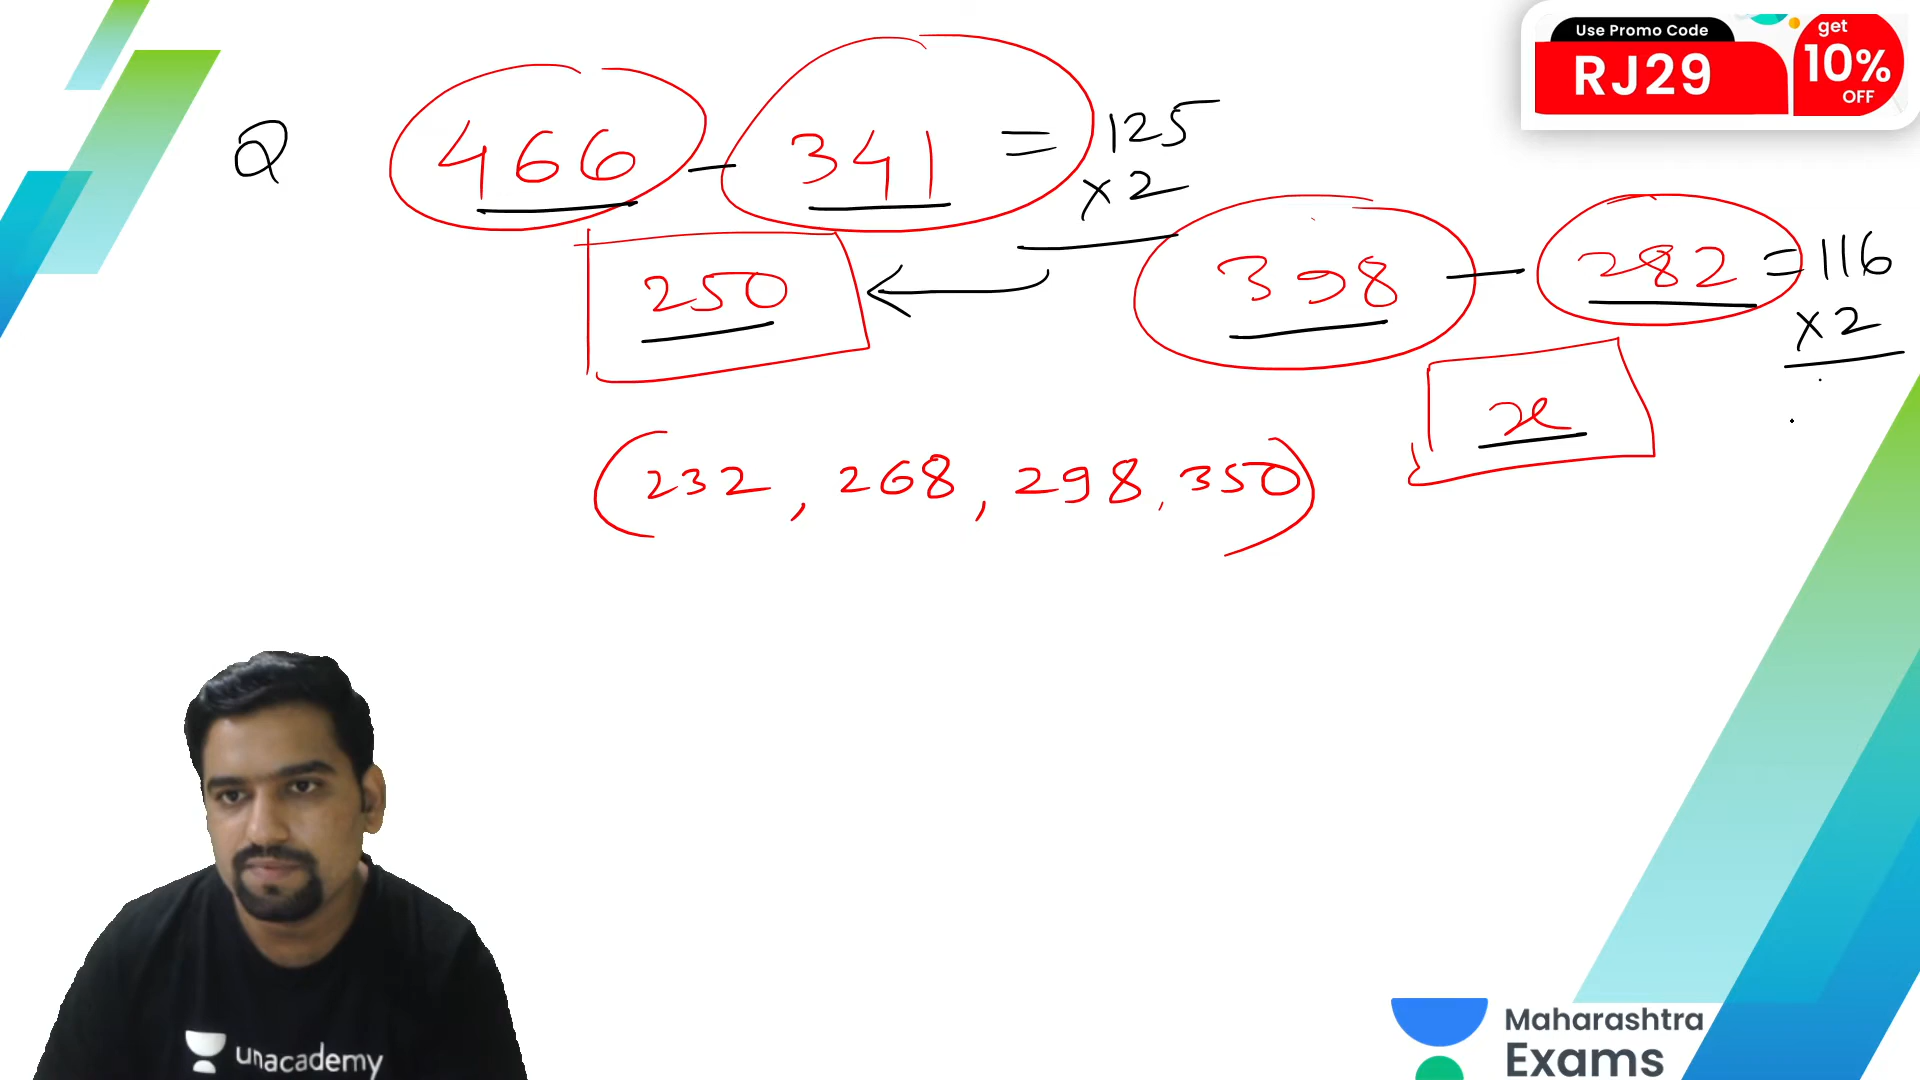 Use Promo Code
RJ29
get
10%
OFF
Q 466 - 341 = 125
×2
250
398 - 282 = 116
×2
x
(232, 268, 298, 350)
unacademy
Maharashtra
Exams